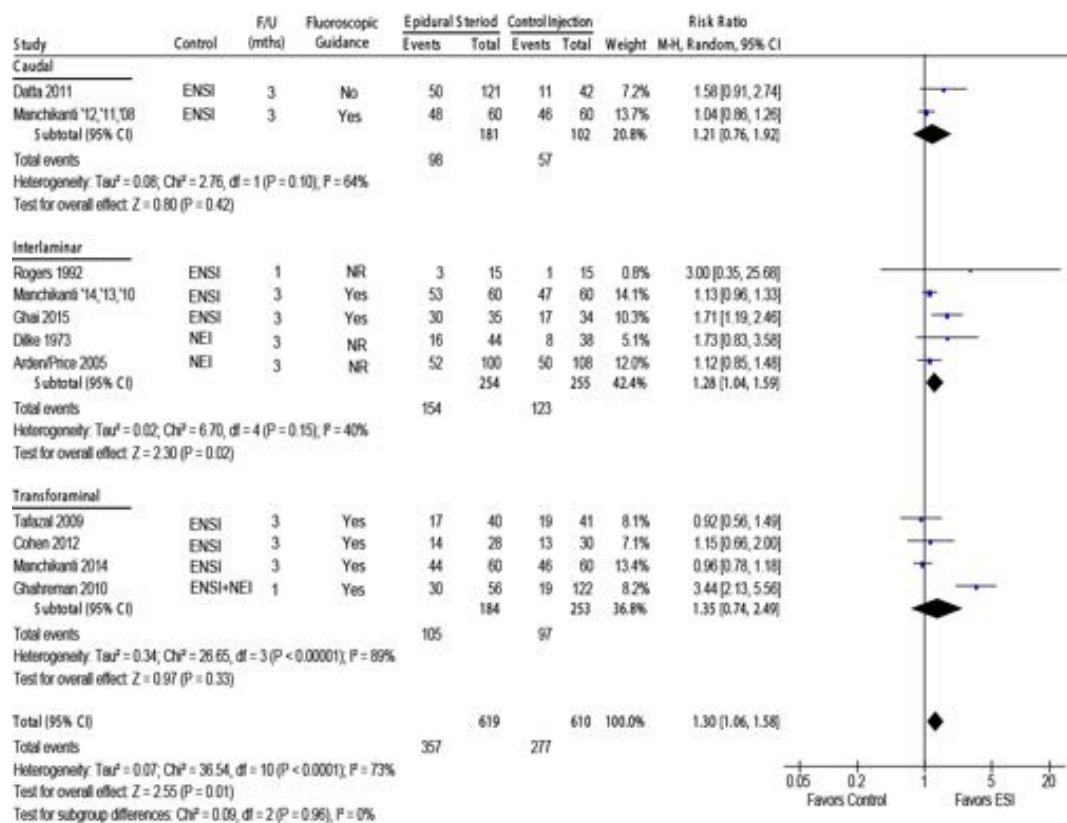 F/U Fluoroscopic Epidural Steriod Control Injection Risk Ratio
Study Control (mths) Guidance Events Total Events Total Weight M-H, Random, 95% CI
Caudal
Datta 2011 ENSI 3 No 50 121 11 42 7.2% 1.58 [0.91, 2.74]
Manchikanti '12,'11,'08 ENSI 3 Yes 48 60 46 60 13.7% 1.04 [0.86, 1.26]
Subtotal (95% CI) 181 102 20.8% 1.21 [0.76, 1.92]
Total events 98 57
Heterogeneity: Tau² = 0.08; Chi² = 2.76, df = 1 (P = 0.10); I² = 64%
Test for overall effect: Z = 0.80 (P = 0.42)
Interlaminar
Rogers 1992 ENSI 1 NR 3 15 1 15 0.8% 3.00 [0.35, 25.68]
Manchikanti '14,'13,'10 ENSI 3 Yes 53 60 47 60 14.1% 1.13 [0.96, 1.33]
Ghai 2015 ENSI 3 Yes 30 35 17 34 10.3% 1.71 [1.19, 2.46]
Dilke 1973 NEI 3 NR 16 44 8 38 5.1% 1.73 [0.83, 3.58]
Arden/Price 2005 NEI 3 NR 52 100 50 108 12.0% 1.12 [0.85, 1.48]
Subtotal (95% CI) 254 255 42.4% 1.28 [1.04, 1.59]
Total events 154 123
Heterogeneity: Tau² = 0.02; Chi² = 6.70, df = 4 (P = 0.15); I² = 40%
Test for overall effect: Z = 2.30 (P = 0.02)
Transforaminal
Tafazal 2009 ENSI 3 Yes 17 40 19 41 8.1% 0.92 [0.56, 1.49]
Cohen 2012 ENSI 3 Yes 14 28 13 30 7.1% 1.15 [0.66, 2.00]
Manchikanti 2014 ENSI 3 Yes 44 60 46 60 13.4% 0.96 [0.78, 1.18]
Ghahreman 2010 ENSI+NEI 1 Yes 30 56 19 122 8.2% 3.44 [2.13, 5.56]
Subtotal (95% CI) 184 253 36.8% 1.35 [0.74, 2.49]
Total events 105 97
Heterogeneity: Tau² = 0.34; Chi² = 26.65, df = 3 (P < 0.00001); I² = 89%
Test for overall effect: Z = 0.97 (P = 0.33)
Total (95% CI) 619 610 100.0% 1.30 [1.06, 1.58]
Total events 357 277
Heterogeneity: Tau² = 0.07; Chi² = 36.54, df = 10 (P < 0.0001); I² = 73%
Test for overall effect: Z = 2.55 (P = 0.01)
Test for subgroup differences: Chi² = 0.09, df = 2 (P = 0.96), I² = 0%
0.05 0.2 1 5 20
Favors Control Favors ESI